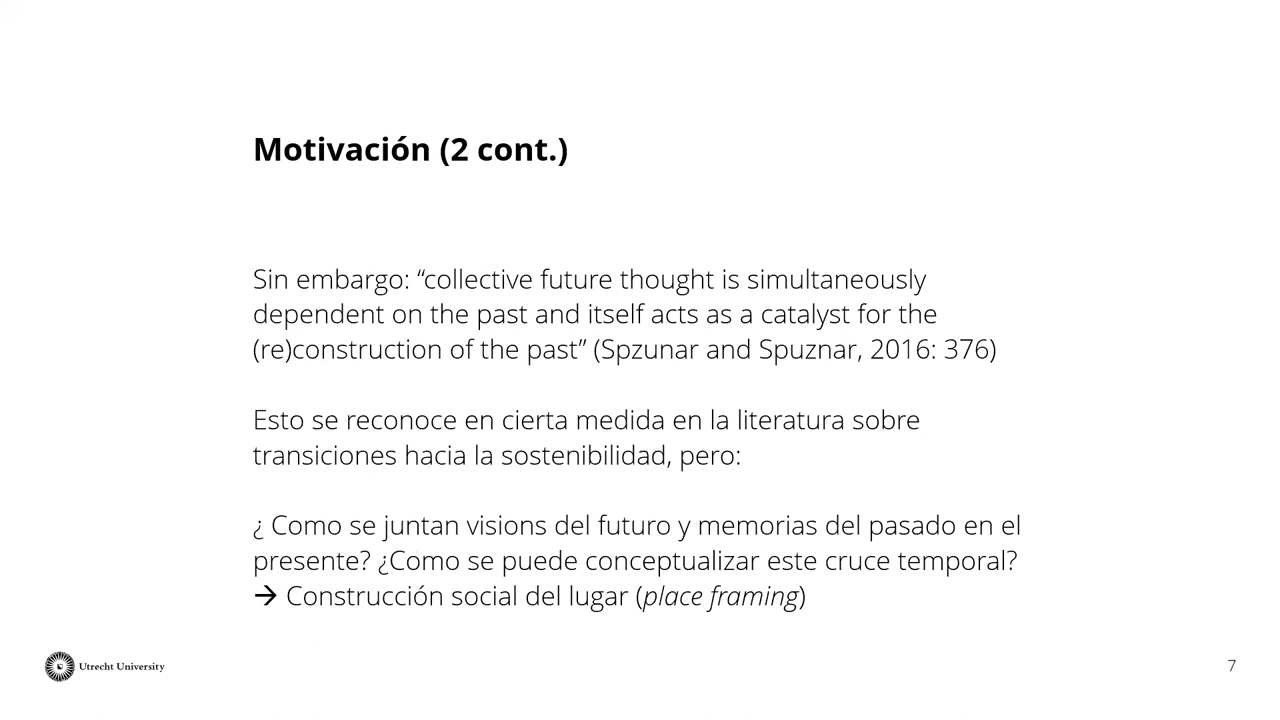 Motivación (2 cont.)
Sin embargo: “collective future thought is simultaneously
dependent on the past and itself acts as a catalyst for the
(re)construction of the past” (Spzunar and Spuznar, 2016: 376)
Esto se reconoce en cierta medida en la literatura sobre
transiciones hacia la sostenibilidad, pero:
¿ Como se juntan visions del futuro y memorias del pasado en el
presente? ¿Como se puede conceptualizar este cruce temporal?
→ Construcción social del lugar (place framing)
Utrecht University
7